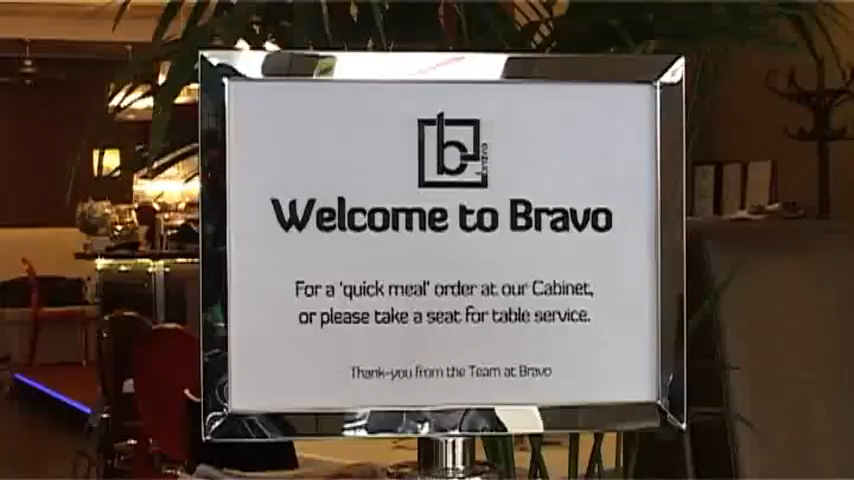 b
bravo
Welcome to Bravo
For a 'quick meal' order at our Cabinet,
or please take a seat for table service.
Thank-you from the Team at Bravo